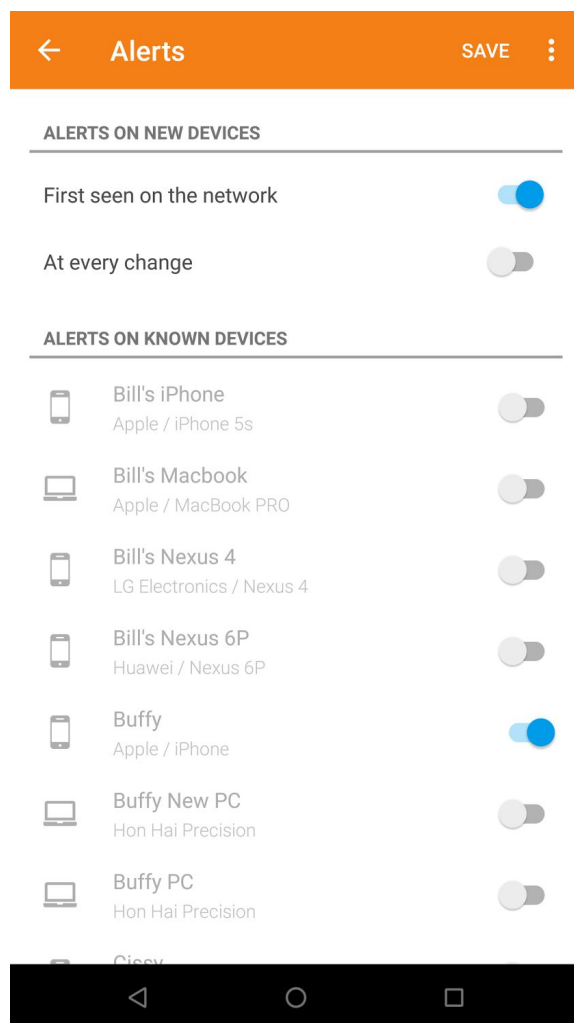 Alerts
SAVE
ALERTS ON NEW DEVICES
First seen on the network
At every change
ALERTS ON KNOWN DEVICES
Bill's iPhone
Apple / iPhone 5s
Bill's Macbook
Apple / MacBook PRO
Bill's Nexus 4
LG Electronics / Nexus 4
Bill's Nexus 6P
Huawei / Nexus 6P
Buffy
Apple / iPhone
Buffy New PC
Hon Hai Precision
Buffy PC
Hon Hai Precision
Cissy